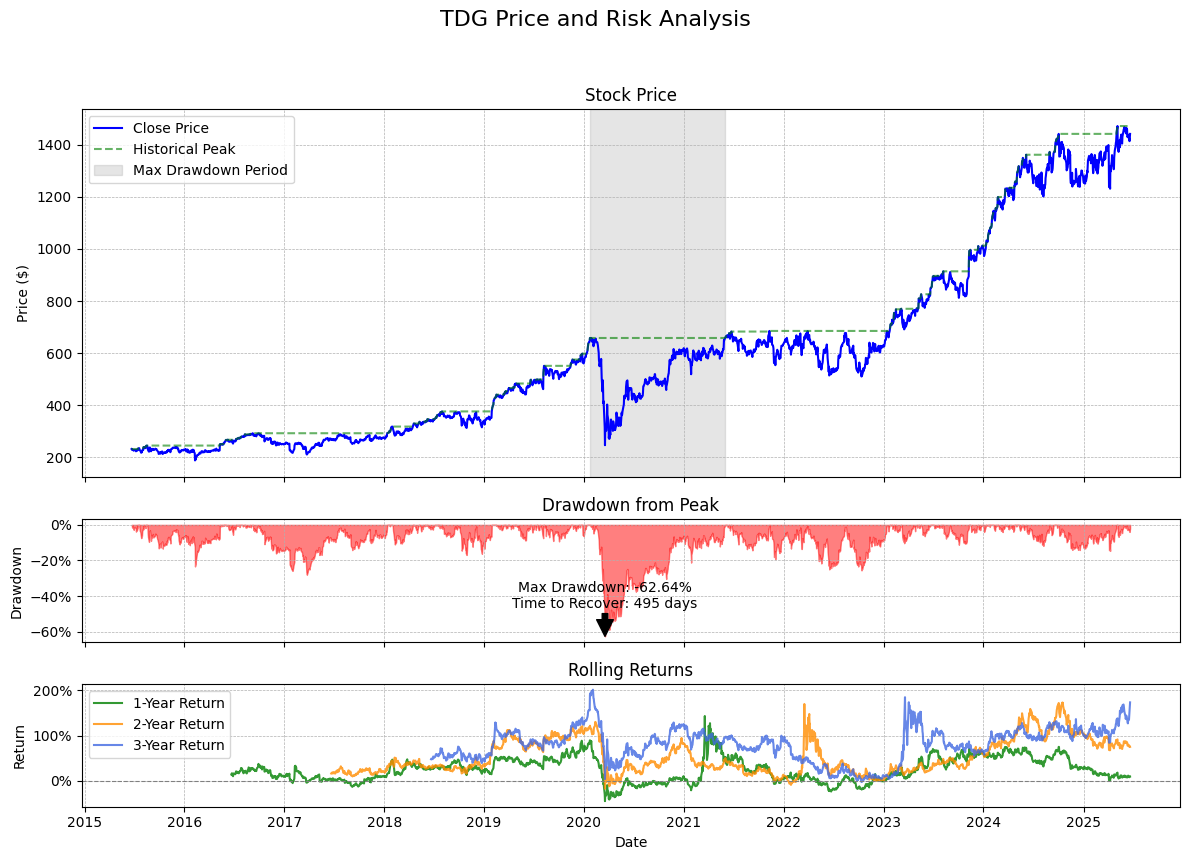 TDG Price and Risk Analysis
Stock Price
Close Price
Historical Peak
Max Drawdown Period
Price ($)
1400
1200
1000
800
600
400
200
Drawdown from Peak
Drawdown
0%
−20%
−40%
−60%
Max Drawdown: -62.64%
Time to Recover: 495 days
Rolling Returns
1-Year Return
2-Year Return
3-Year Return
Return
200%
100%
0%
2015 2016 2017 2018 2019 2020 2021 2022 2023 2024 2025
Date